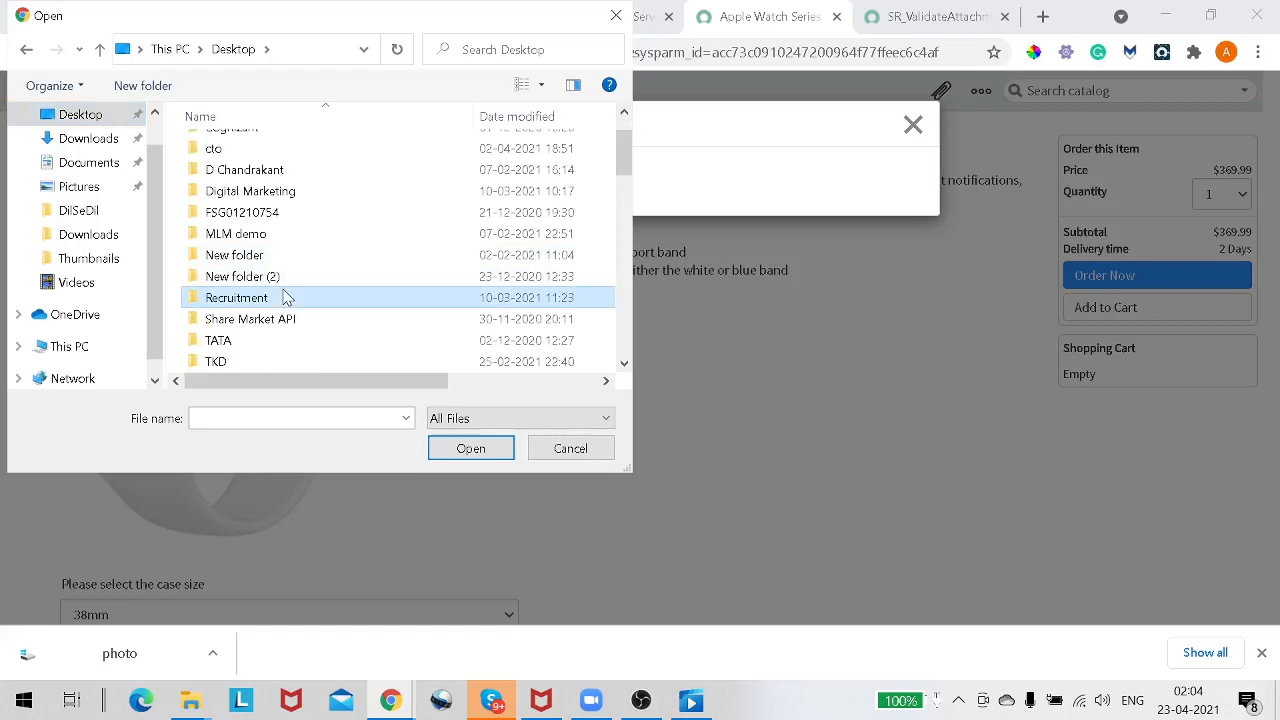 Open
Serv
Apple Watch Series
SR_ValidateAttachm
This PC
Desktop
Search Desktop
sysparm_id=acc73c0910247200964f77ffeec6c4af
A
Organize
New folder
Search catalog
Name
Date modified
Desktop
Downloads
Documents
Pictures
DilSeDil
Downloads
Thumbnails
Videos
OneDrive
This PC
Network
Cognizant
cto
02-04-2021 18:51
D Chandrakant
07-02-2021 16:14
Digital Marketing
10-03-2021 10:17
FSG01210754
21-12-2020 19:30
MLM demo
07-02-2021 22:51
New folder
02-02-2021 11:04
New folder (2)
23-12-2020 12:33
Recruitment
10-03-2021 11:23
Share Market API
30-11-2020 20:11
TATA
02-12-2020 12:27
TKD
25-02-2021 22:40
File name:
All Files
Open
Cancel
t notifications,
port band
ither the white or blue band
Order this Item
Price
$369.99
Quantity
1
Subtotal
$369.99
Delivery time
2 Days
Order Now
Add to Cart
Shopping Cart
Empty
Please select the case size
38mm
photo
Show all
L
9+
100%
ENG
02:04
23-04-2021
8